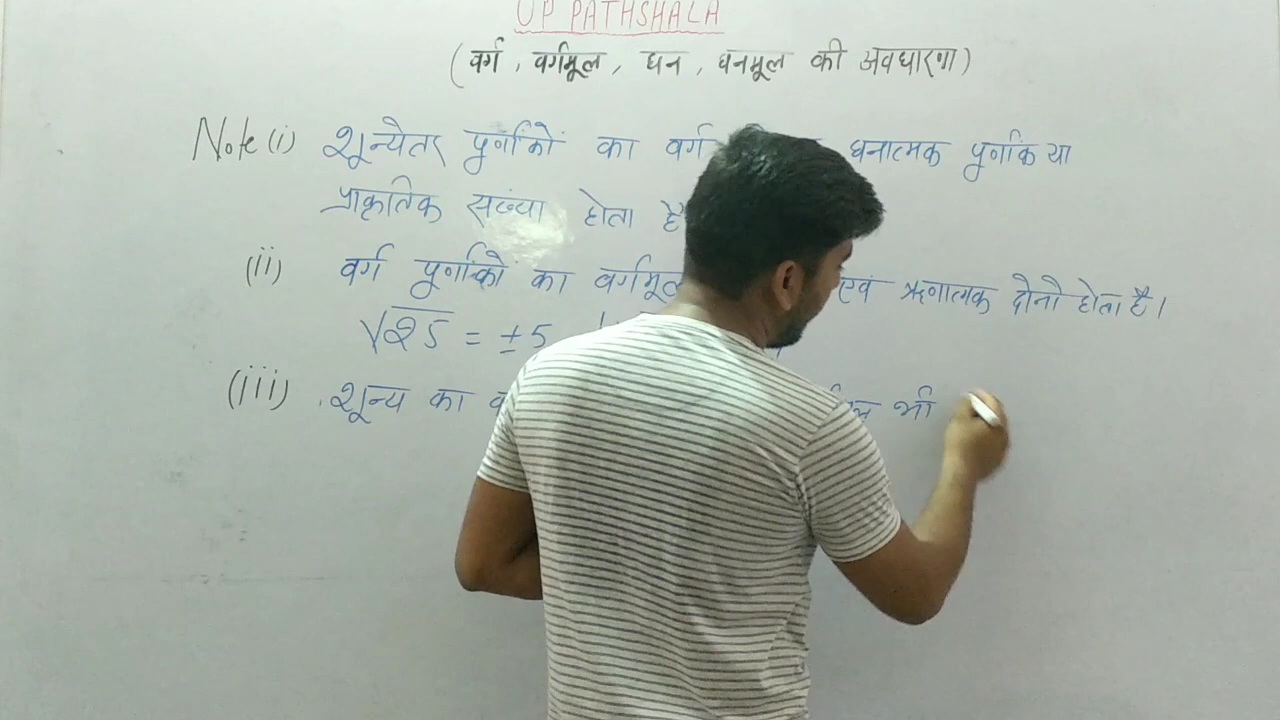 UP PATHSHALA
(वर्ग, वर्गमूल, घन, घनमूल की अवधारणा)
Note (i) शून्येतर पुर्णांकों का वर्ग धनात्मक पुर्णांक या
प्राकृतिक संख्या होता है
(ii) वर्ग पुर्णांकों का वर्गमूल एवं ऋणात्मक दोनो होता है।
√25 = ±5
(iii) शून्य का भी